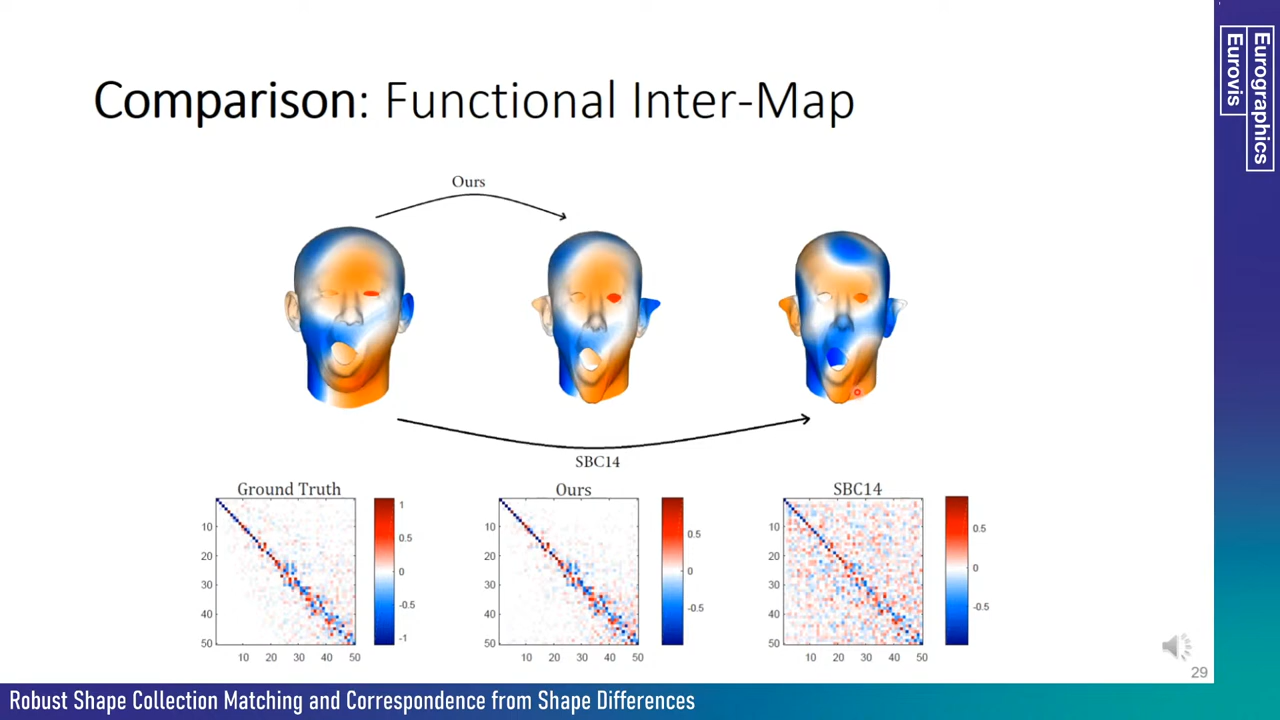 Comparison: Functional Inter-Map
Eurographics
Eurovis
Ours
SBC14
Ground Truth
Ours
SBC14
10
20
30
40
50
10 20 30 40 50
1
0.5
0
-0.5
-1
10
20
30
40
50
10 20 30 40 50
0.5
0
-0.5
10
20
30
40
50
10 20 30 40 50
0.5
0
-0.5
29
Robust Shape Collection Matching and Correspondence from Shape Differences